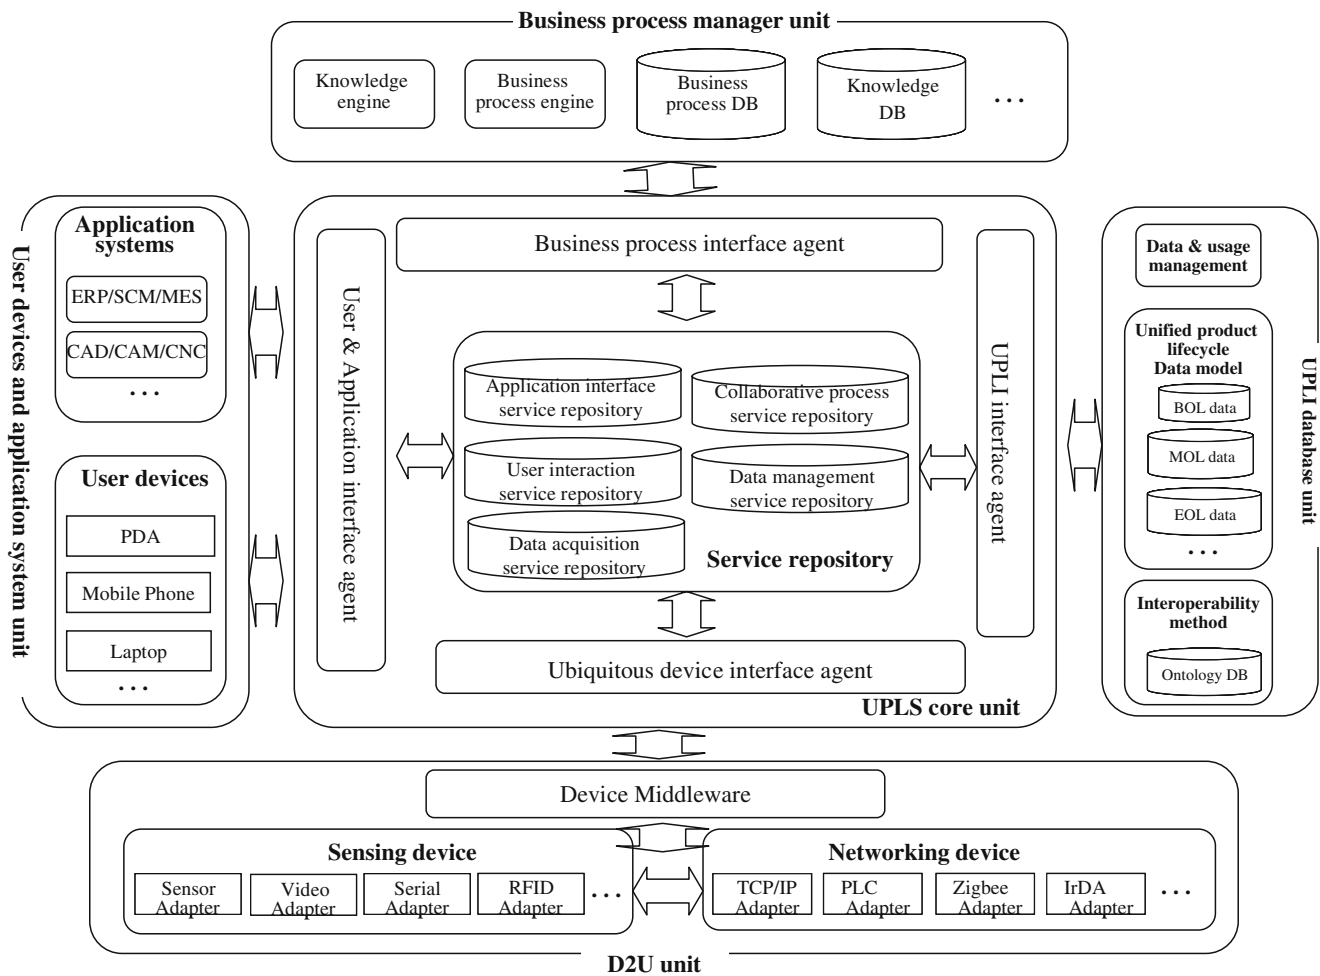 Business process manager unit
Knowledge
engine
Business
process engine
Business
process DB
Knowledge
DB
...
User devices and application system unit
Application
systems
ERP/SCM/MES
CAD/CAM/CNC
...
User devices
PDA
Mobile Phone
Laptop
...
User & Application interface agent
Business process interface agent
Application interface
service repository
Collaborative process
service repository
User interaction
service repository
Data management
service repository
Data acquisition
service repository
Service repository
UPLI interface agent
Ubiquitous device interface agent
UPLS core unit
Data & usage
management
Unified product
lifecycle
Data model
BOL data
MOL data
EOL data
...
Interoperability
method
Ontology DB
UPLI database unit
Device Middleware
Sensing device
Sensor
Adapter
Video
Adapter
Serial
Adapter
RFID
Adapter
...
Networking device
TCP/IP
Adapter
PLC
Adapter
Zigbee
Adapter
IrDA
Adapter
...
D2U unit